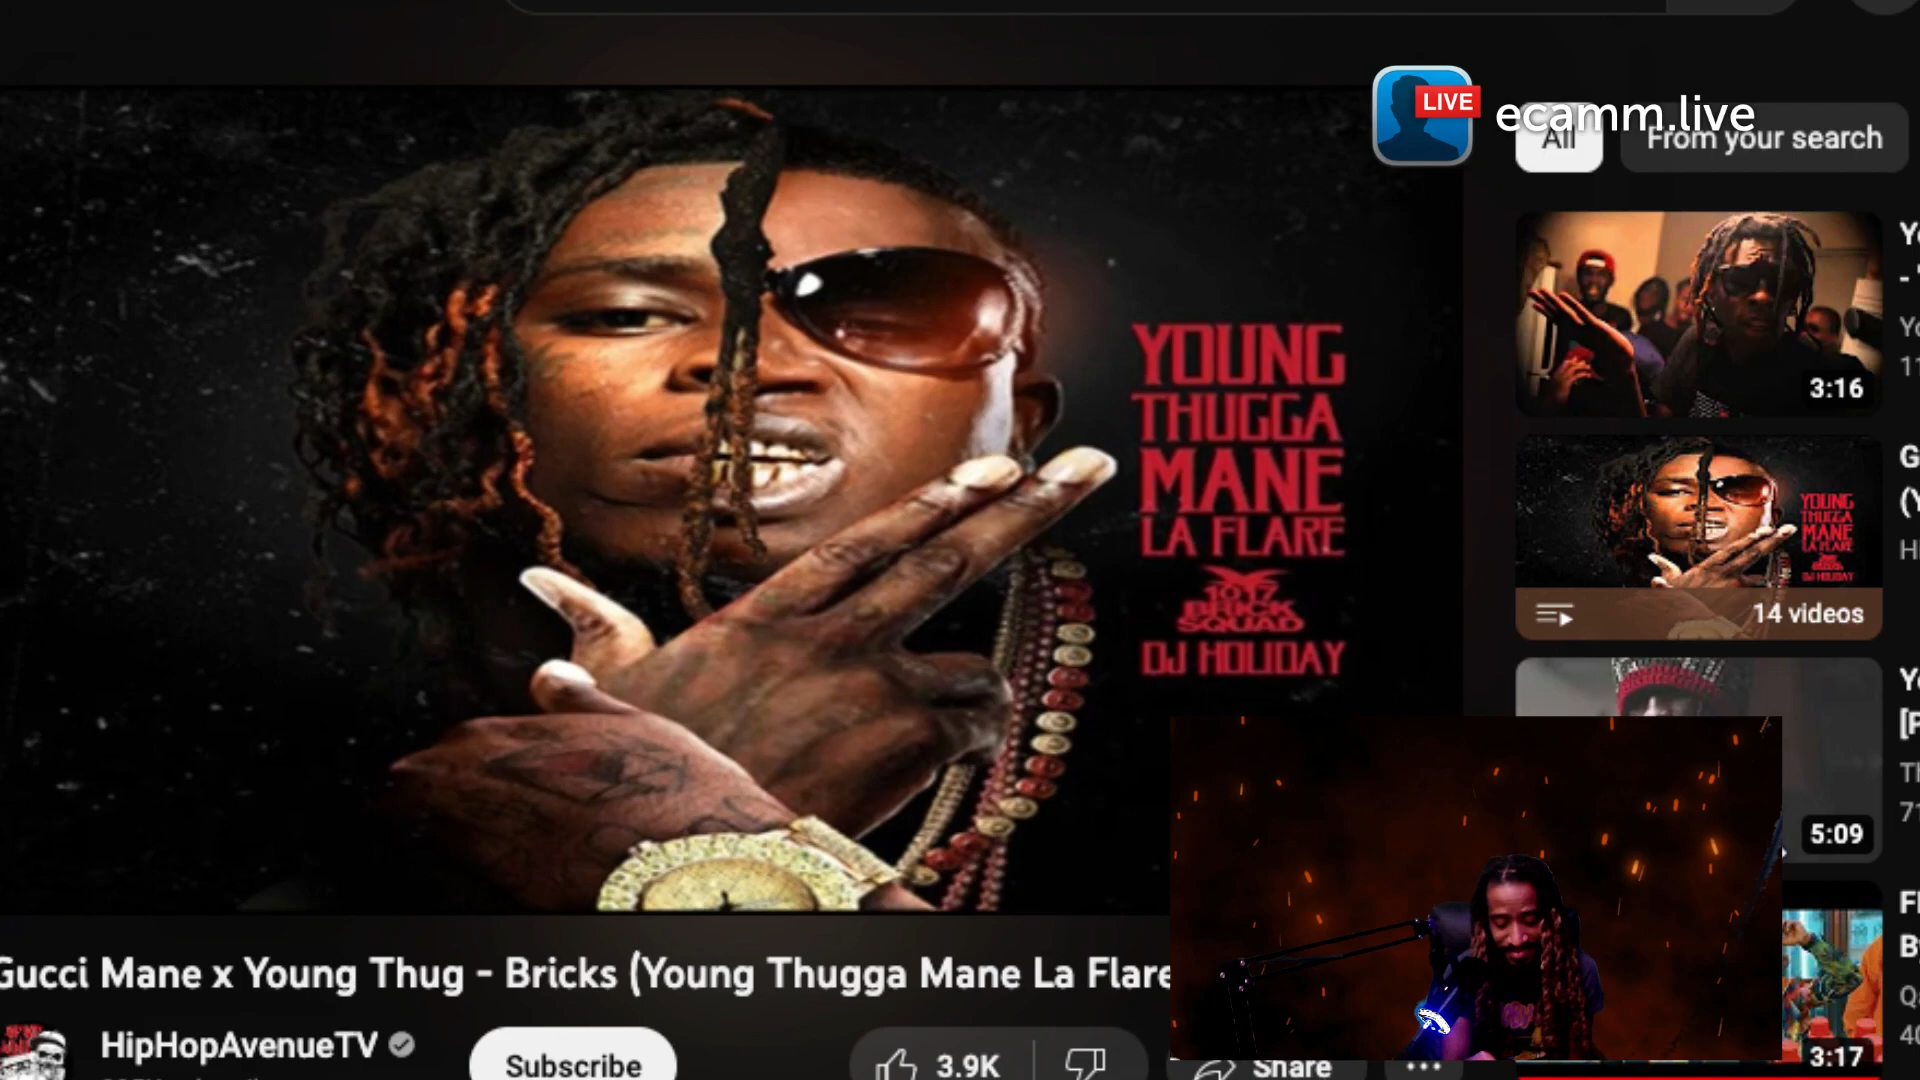 LIVE
ecamm.live
All
From your search
YOUNG
THUGGA
MANE
LA FLARE
1017
BRICK
SQUAD
DJ HOLIDAY
3:16
YOUNG
THUGGA
MANE
LA FLARE
DJ HOLIDAY
14 videos
5:09
3:17
Gucci Mane x Young Thug - Bricks (Young Thugga Mane La Flare
HipHopAvenueTV
Subscribe
3.9K
Share